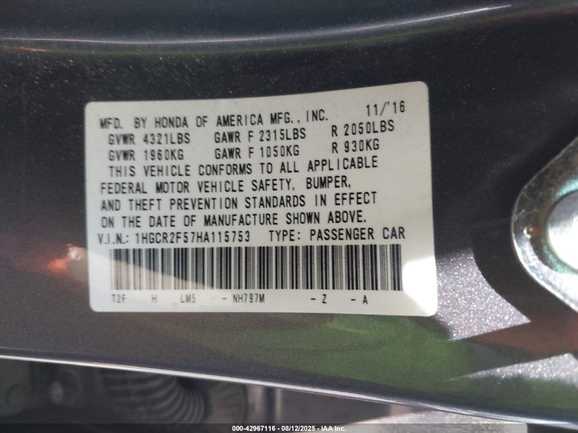 MFD. BY HONDA OF AMERICA MFG., INC. 11/'16
GVWR 4321LBS GAWR F 2315LBS R 2050LBS
GVWR 1960KG GAWR F 1050KG R 930KG
THIS VEHICLE CONFORMS TO ALL APPLICABLE
FEDERAL MOTOR VEHICLE SAFETY, BUMPER,
AND THEFT PREVENTION STANDARDS IN EFFECT
ON THE DATE OF MANUFACTURE SHOWN ABOVE.
V.I.N.: 1HGCR2F57HA115753 TYPE: PASSENGER CAR
T2F H LM5 - NH797M - Z - A
000-42967116 - 08/12/2025 - IAA Inc.